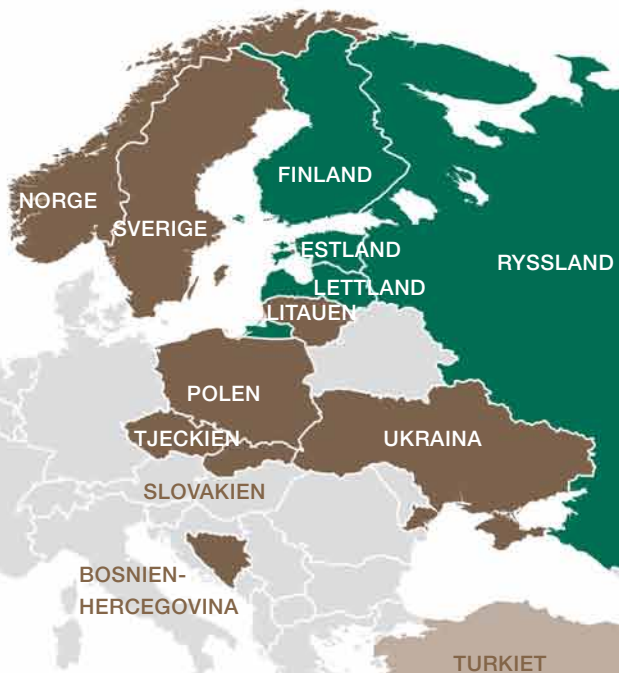 FINLAND
NORGE
SVERIGE
ESTLAND
RYSSLAND
LETTLAND
LITAUEN
POLEN
TJECKIEN
UKRAINA
SLOVAKIEN
BOSNIEN-
HERCEGOVINA
TURKIET